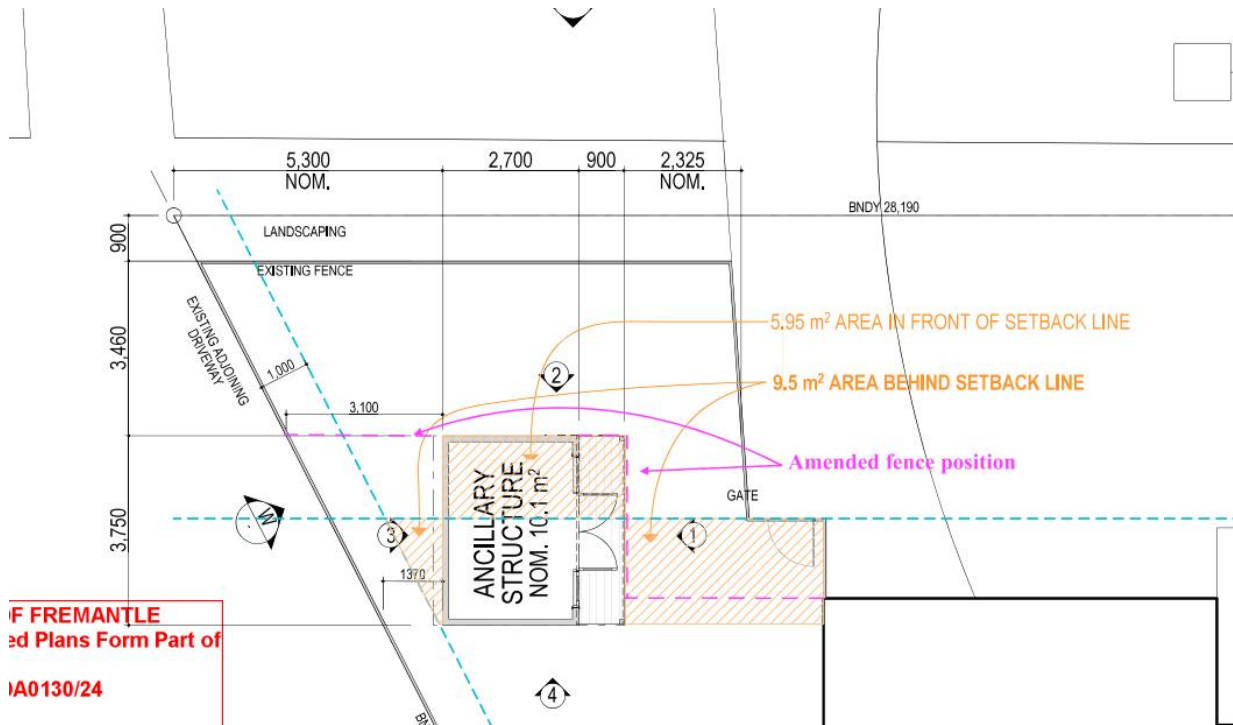 5,300
NOM.
2,700
900
2,325
NOM.
BNDY 28,190
900
LANDSCAPING
EXISTING FENCE
EXISTING ADJOINING
DRIVEWAY
1,000
3,460
5.95 m² AREA IN FRONT OF SETBACK LINE
9.5 m² AREA BEHIND SETBACK LINE
2
3,100
Amended fence position
GATE
ANCILLARY
STRUCTURE
NOM. 10.1 m²
3,750
W
3
1
1370
OF FREMANTLE
ed Plans Form Part of
DA0130/24
4